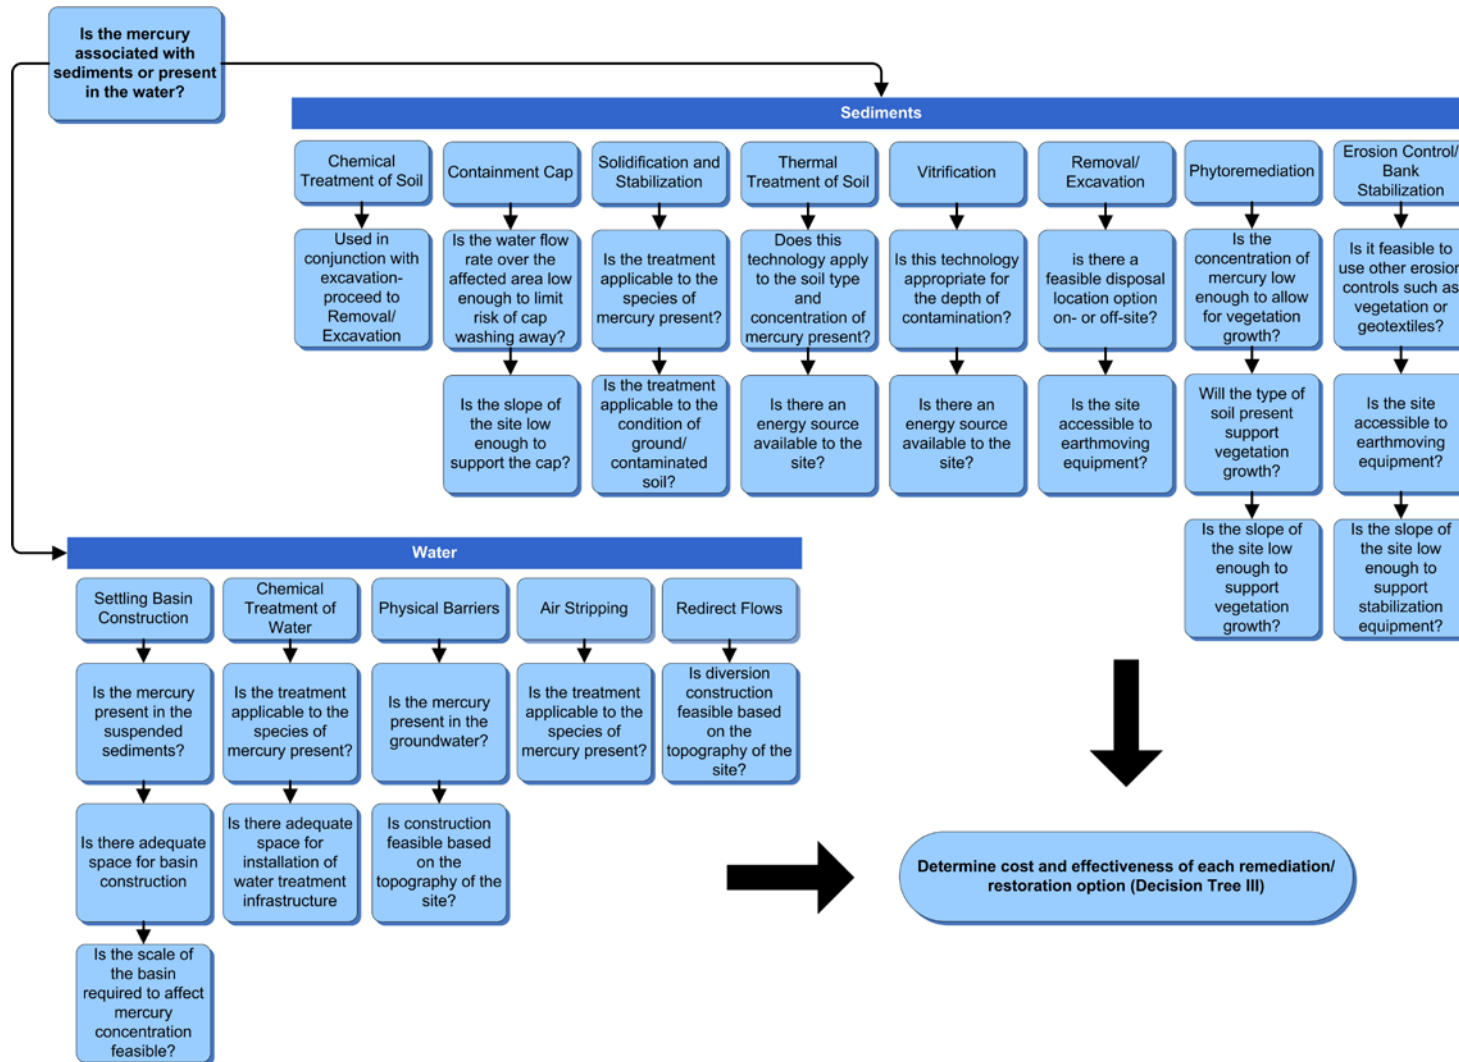 Is the mercury
associated with
sediments or present
in the water?
Sediments
Chemical
Treatment of Soil
Used in
conjunction with
excavation-
proceed to
Removal/
Excavation
Containment Cap
Is the water flow
rate over the
affected area low
enough to limit
risk of cap
washing away?
Is the slope of
the site low
enough to
support the cap?
Solidification and
Stabilization
Is the treatment
applicable to the
species of
mercury present?
Is the treatment
applicable to the
condition of
ground/
contaminated
soil?
Thermal
Treatment of Soil
Does this
technology apply
to the soil type
and
concentration of
mercury present?
Is there an
energy source
available to the
site?
Vitrification
Is this technology
appropriate for
the depth of
contamination?
Is there an
energy source
available to the
site?
Removal/
Excavation
is there a
feasible disposal
location option
on- or off-site?
Is the site
accessible to
earthmoving
equipment?
Phytoremediation
Is the
concentration of
mercury low
enough to allow
for vegetation
growth?
Will the type of
soil present
support
vegetation
growth?
Is the slope of
the site low
enough to
support
vegetation
growth?
Erosion Control/
Bank
Stabilization
Is it feasible to
use other erosion
controls such as
vegetation or
geotextiles?
Is the site
accessible to
earthmoving
equipment?
Is the slope of
the site low
enough to
support
stabilization
equipment?
Water
Settling Basin
Construction
Is the mercury
present in the
suspended
sediments?
Is there adequate
space for basin
construction
Is the scale of
the basin
required to affect
mercury
concentration
feasible?
Chemical
Treatment of
Water
Is the treatment
applicable to the
species of
mercury present?
Is there adequate
space for
installation of
water treatment
infrastructure
Physical Barriers
Is the mercury
present in the
groundwater?
Is construction
feasible based
on the
topography of the
site?
Air Stripping
Is the treatment
applicable to the
species of
mercury present?
Redirect Flows
Is diversion
construction
feasible based
on the
topography of the
site?
Determine cost and effectiveness of each remediation/
restoration option (Decision Tree III)